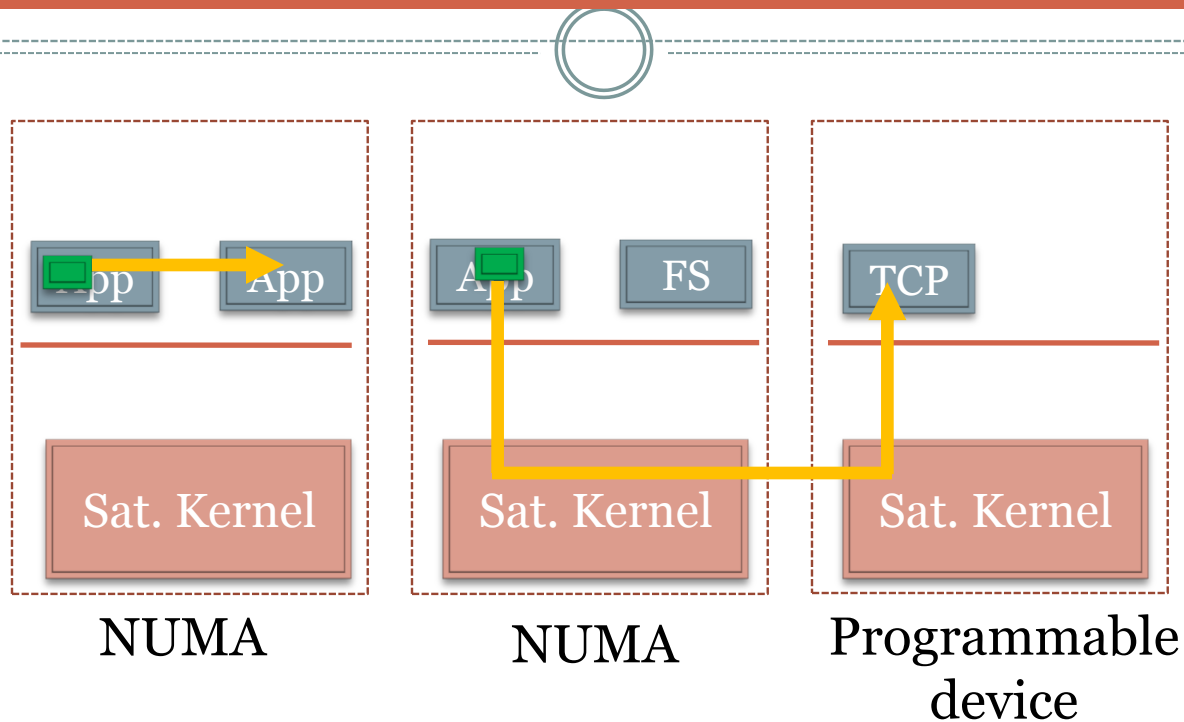 App
App
App
FS
TCP
Sat. Kernel
Sat. Kernel
Sat. Kernel
NUMA
NUMA
Programmable
device